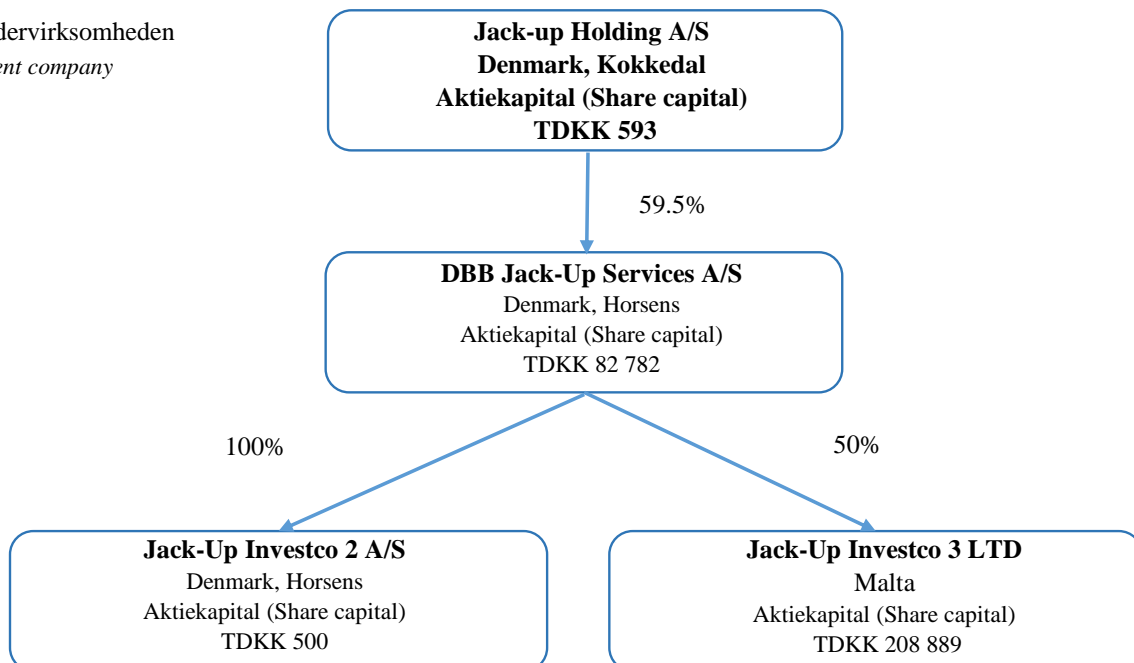 Jack-up Holding A/S
Denmark, Kokkedal
Aktiekapital (Share capital)
TDKK 593
company
59.5%
DBB Jack-Up Services A/S
Denmark, Horsens
Aktiekapital (Share capital)
TDKK 82 782
100%
50%
Jack-Up Investco 2 A/S
Denmark, Horsens
Aktiekapital (Share capital)
TDKK 500
Jack-Up Investco 3 LTD
Malta
Aktiekapital (Share capital)
TDKK 208 889